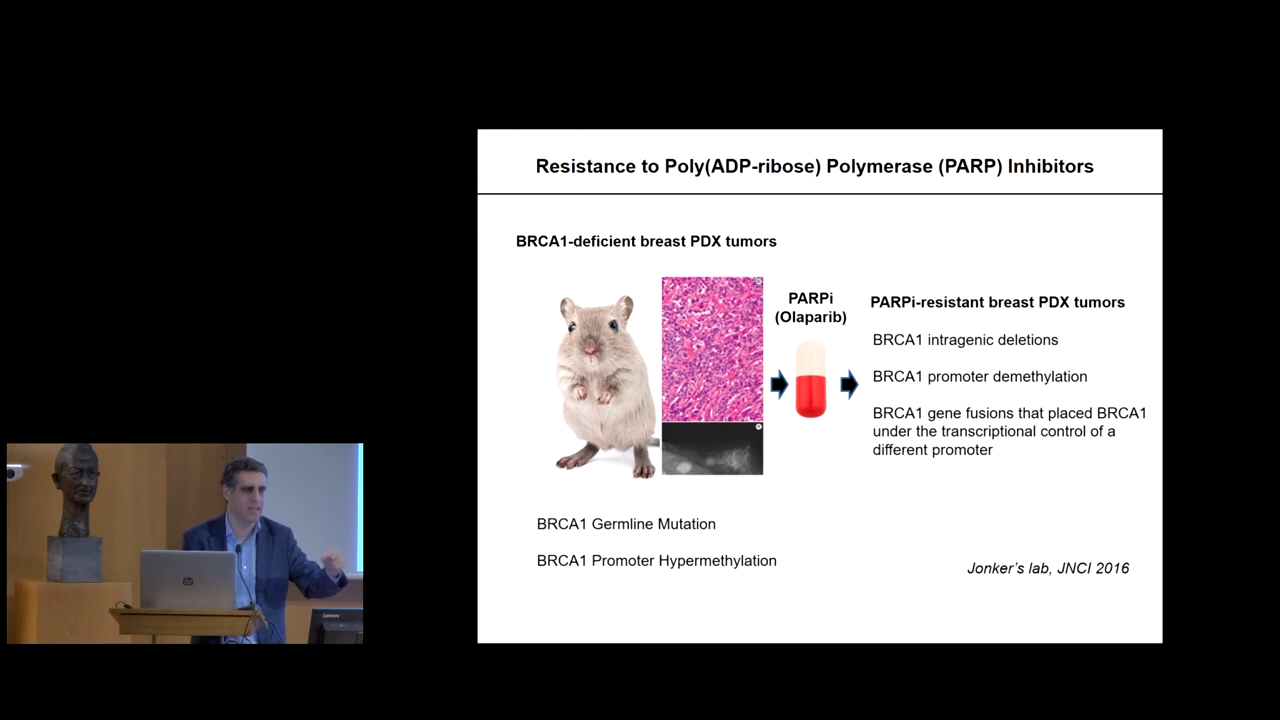 Resistance to Poly(ADP-ribose) Polymerase (PARP) Inhibitors
BRCA1-deficient breast PDX tumors
PARPi
(Olaparib)
PARPi-resistant breast PDX tumors
BRCA1 intragenic deletions
BRCA1 promoter demethylation
BRCA1 gene fusions that placed BRCA1
under the transcriptional control of a
different promoter
BRCA1 Germline Mutation
BRCA1 Promoter Hypermethylation
Jonker's lab, JNCI 2016
hp
Lenovo